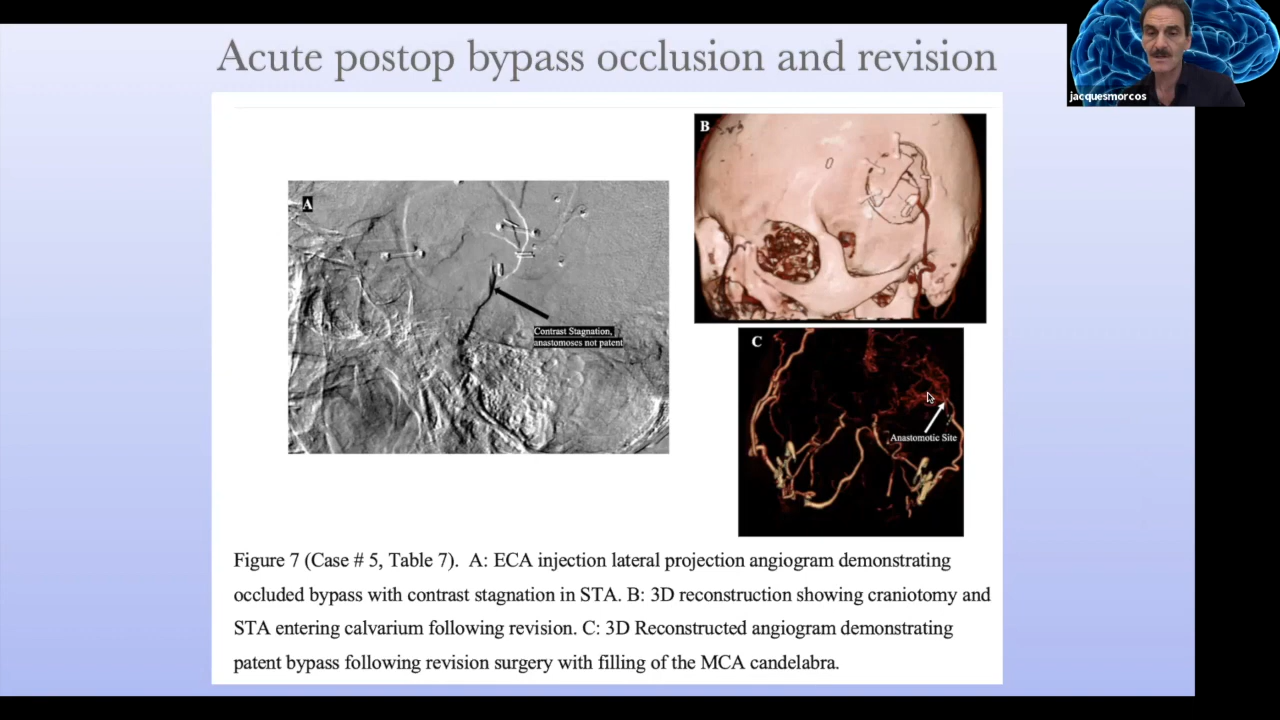 Acute postop bypass occlusion and revision
jacquesmorcos
A
Contrast Stagnation,
anastomoses not patent
B
C
Anastomotic Site
Figure 7 (Case # 5, Table 7).  A: ECA injection lateral projection angiogram demonstrating
occluded bypass with contrast stagnation in STA. B: 3D reconstruction showing craniotomy and
STA entering calvarium following revision. C: 3D Reconstructed angiogram demonstrating
patent bypass following revision surgery with filling of the MCA candelabra.